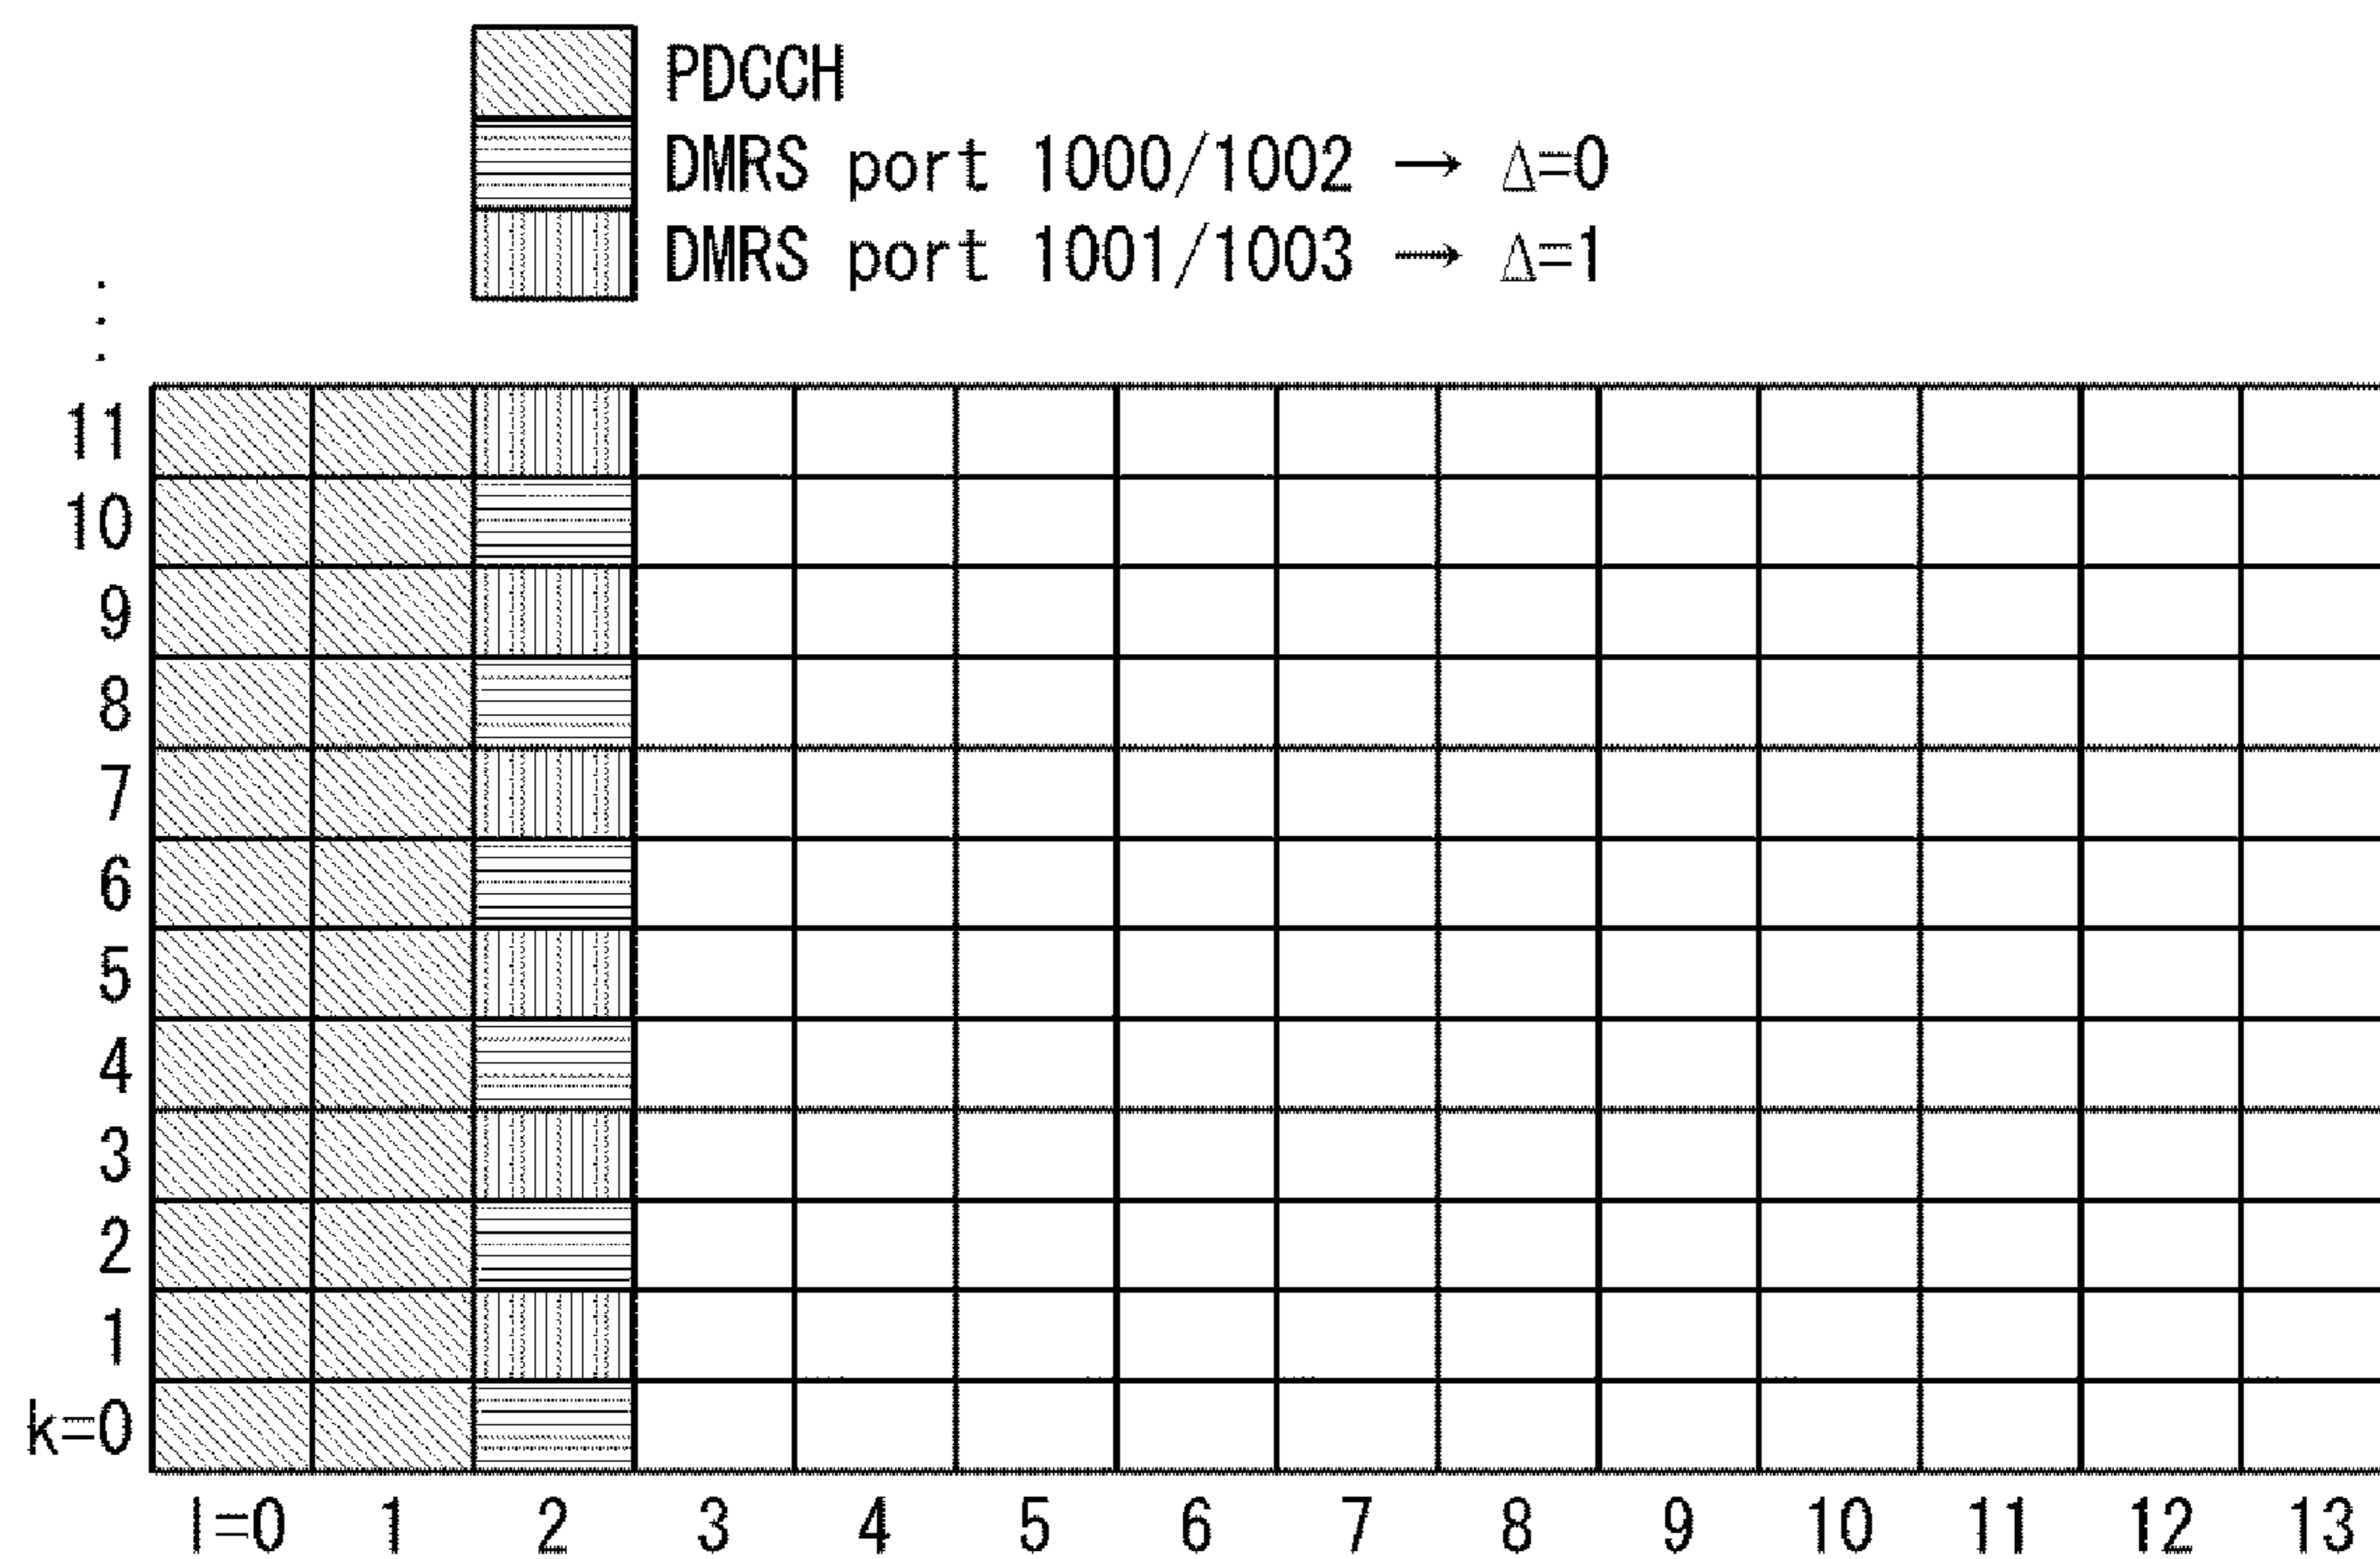 PDCCH
DMRS port 1000/1002 → Δ=0
DMRS port 1001/1003 → Δ=1
11
10
9
8
7
6
5
4
3
2
1
k=0
l=0 1 2 3 4 5 6 7 8 9 10 11 12 13